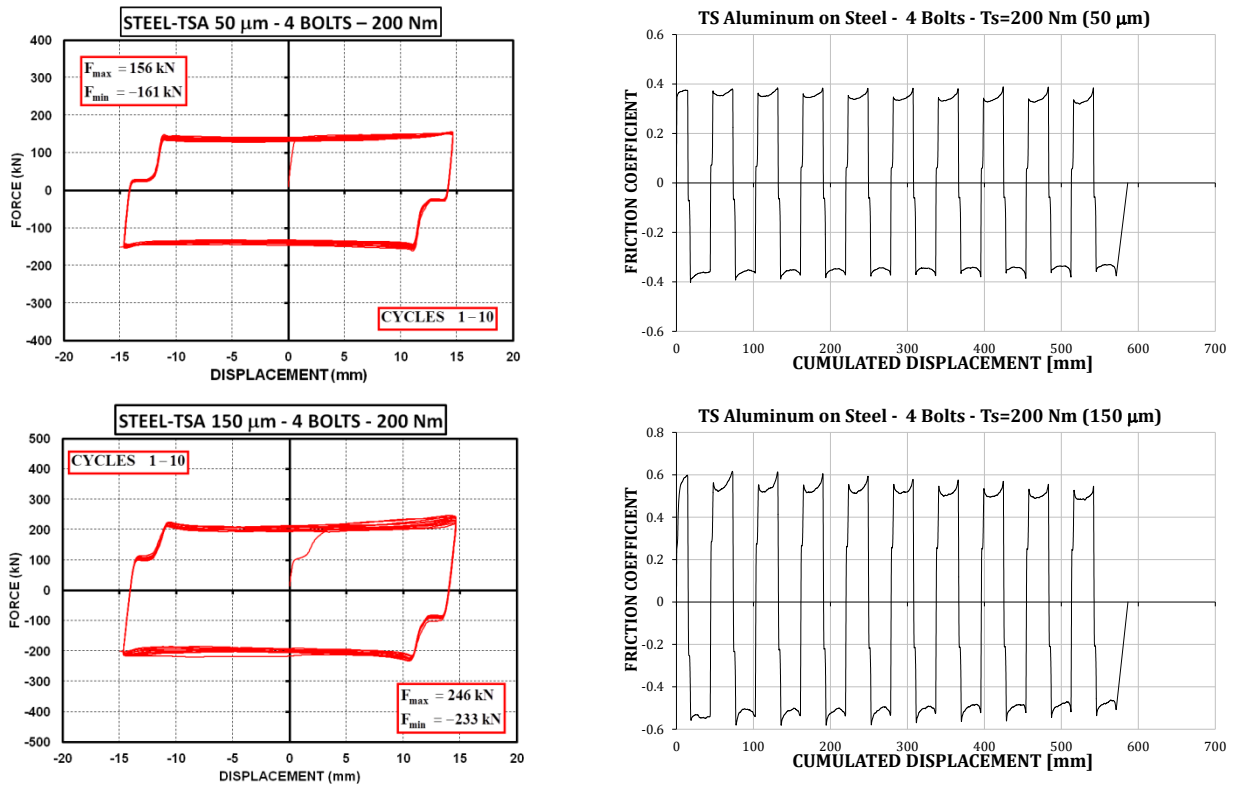 STEEL-TSA 50 μm - 4 BOLTS – 200 Nm
400
300
200
100
0
-100
-200
-300
-400
FORCE (kN)
Fmax = 156 kN
Fmin = −161 kN
CYCLES 1 – 10
-20 -15 -10 -5 0 5 10 15 20
DISPLACEMENT (mm)
TS Aluminum on Steel - 4 Bolts - Ts=200 Nm (50 μm)
0.6
0.4
0.2
0
-0.2
-0.4
-0.6
FRICTION COEFFICIENT
0 100 200 300 400 500 600 700
CUMULATED DISPLACEMENT [mm]
STEEL-TSA 150 μm - 4 BOLTS - 200 Nm
500
400
300
200
100
0
-100
-200
-300
-400
-500
FORCE (kN)
CYCLES 1 – 10
Fmax = 246 kN
Fmin = −233 kN
-20 -15 -10 -5 0 5 10 15 20
DISPLACEMENT (mm)
TS Aluminum on Steel - 4 Bolts - Ts=200 Nm (150 μm)
0.8
0.6
0.4
0.2
0
-0.2
-0.4
-0.6
FRICTION COEFFICIENT
0 100 200 300 400 500 600 700
CUMULATED DISPLACEMENT [mm]